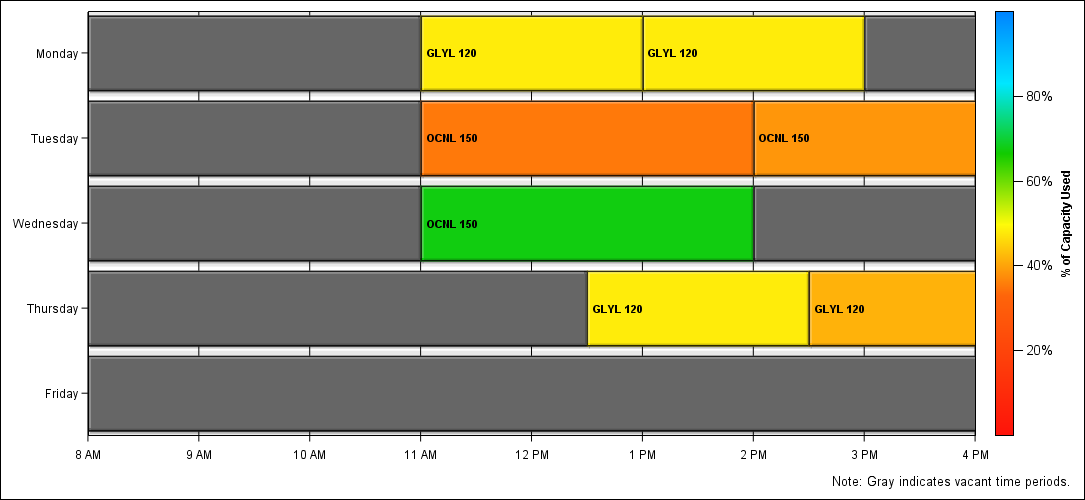 Monday
GLYL 120
GLYL 120
Tuesday
OCNL 150
OCNL 150
Wednesday
OCNL 150
Thursday
GLYL 120
GLYL 120
Friday
8 AM
9 AM
10 AM
11 AM
12 PM
1 PM
2 PM
3 PM
4 PM
80%
60%
40%
20%
% of Capacity Used
Note: Gray indicates vacant time periods.